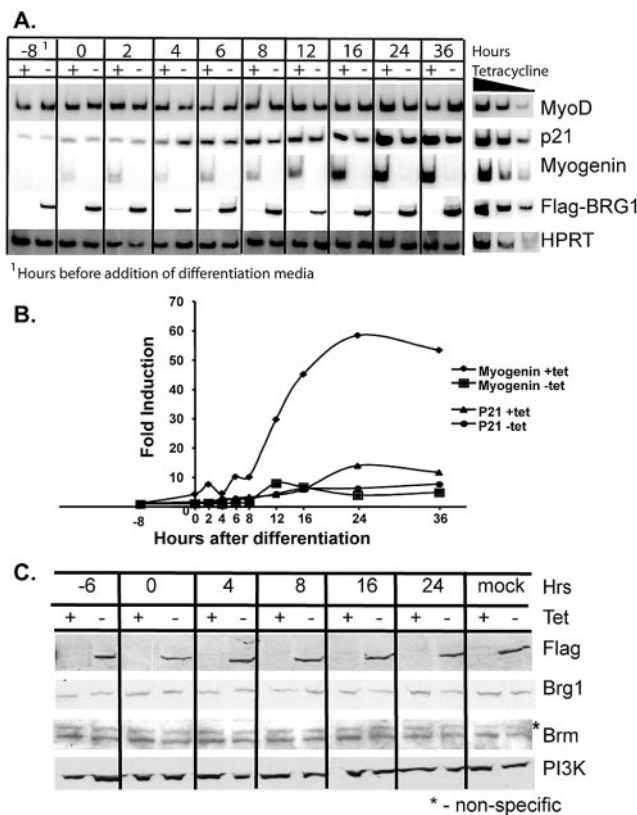 A.
-8 1 0 2 4 6 8 12 16 24 36 Hours
+ - + - + - + - + - + - + - + - + - + - Tetracycline
MyoD
p21
Myogenin
Flag-BRG1
HPRT
1Hours before addition of differentiation media
B.
70
60
50
40
30
20
10
Fold Induction
Myogenin +tet
Myogenin -tet
P21 +tet
P21 -tet
-8 0 2 4 6 8 12 16 24 36
Hours after differentiation
C.
-6 0 4 8 16 24 mock Hrs
+ - + - + - + - + - + - + - Tet
Flag
Brg1
*
Brm
PI3K
* - non-specific